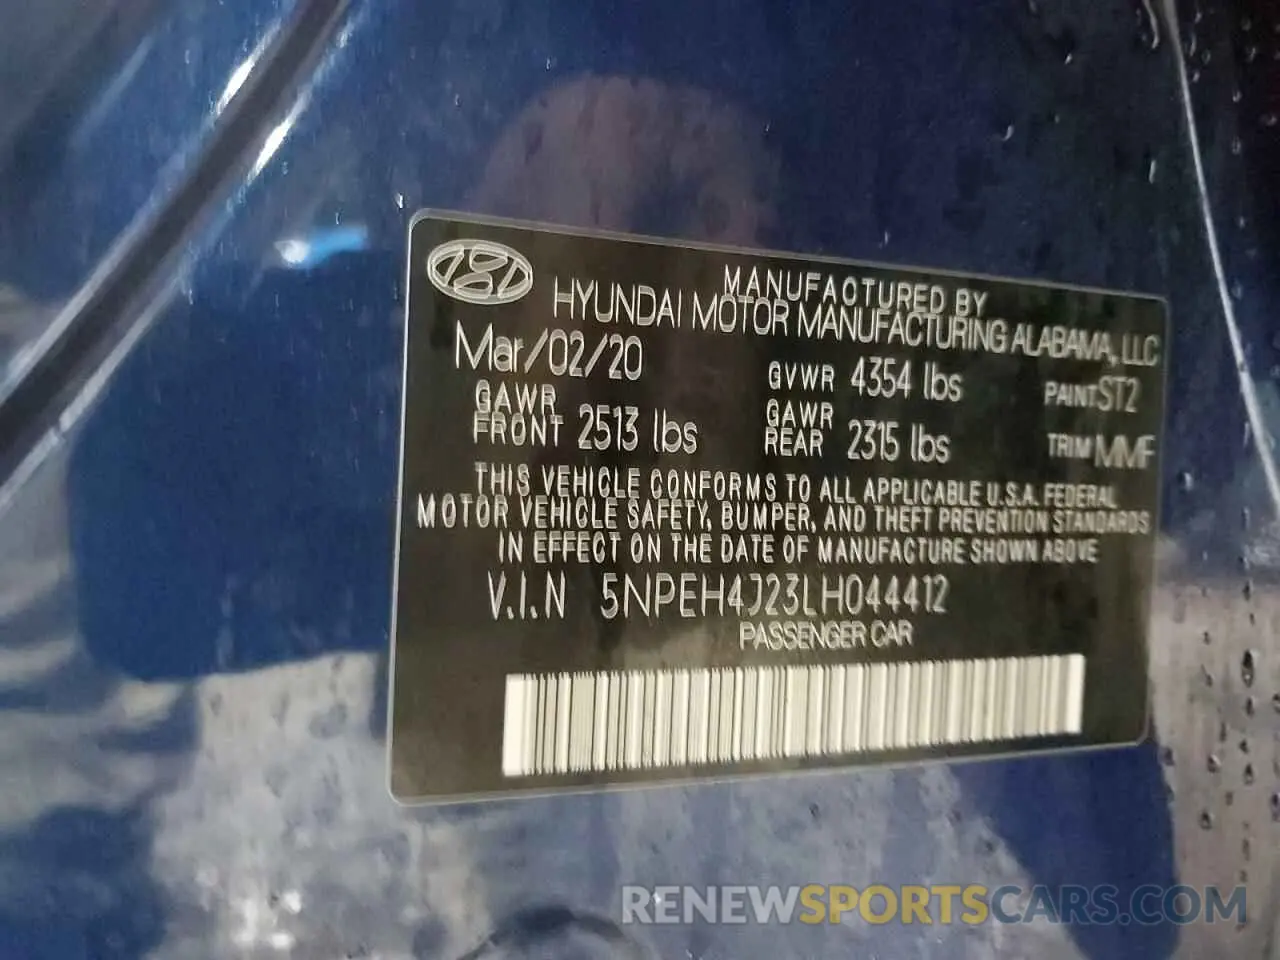 MANUFACTURED BY
HYUNDAI MOTOR MANUFACTURING ALABAMA, LLC
Mar/02/20 GVWR 4354 lbs PAINT ST2
GAWR FRONT 2513 lbs GAWR REAR 2315 lbs TRIM MMF
THIS VEHICLE CONFORMS TO ALL APPLICABLE U.S.A. FEDERAL
MOTOR VEHICLE SAFETY, BUMPER, AND THEFT PREVENTION STANDARDS
IN EFFECT ON THE DATE OF MANUFACTURE SHOWN ABOVE
V.I.N 5NPEH4J23LH044412
PASSENGER CAR
RENEWSPORTSCARS.COM